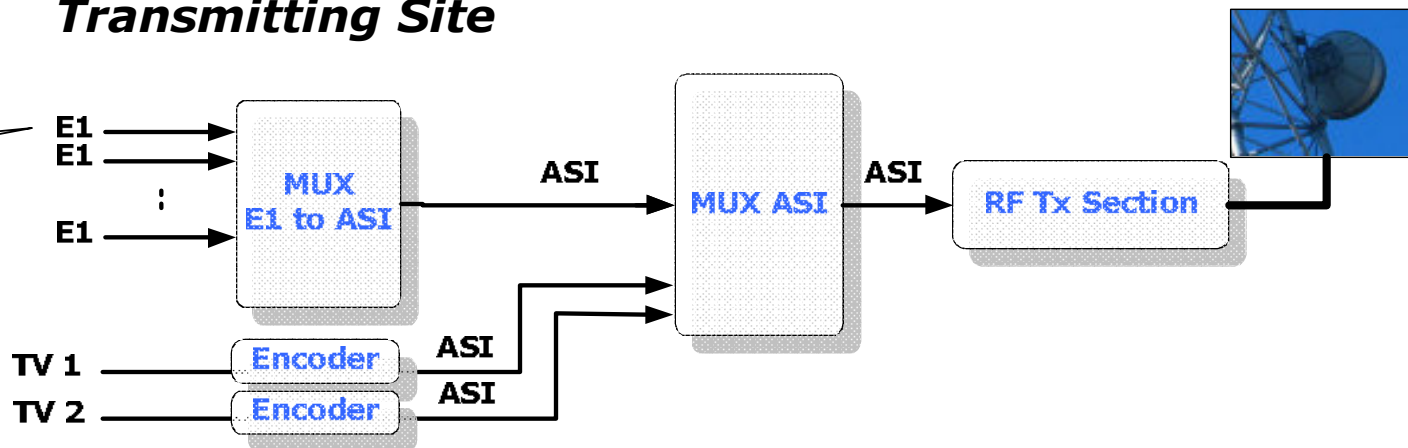 Transmitting Site
E1
E1
:
E1
MUX
E1 to ASI
ASI
MUX ASI
ASI
RF Tx Section
TV 1
Encoder
ASI
TV 2
Encoder
ASI